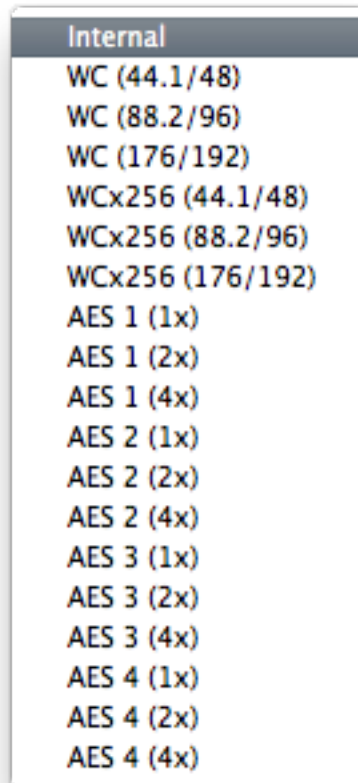 Internal
WC (44.1/48)
WC (88.2/96)
WC (176/192)
WCx256 (44.1/48)
WCx256 (88.2/96)
WCx256 (176/192)
AES 1 (1x)
AES 1 (2x)
AES 1 (4x)
AES 2 (1x)
AES 2 (2x)
AES 2 (4x)
AES 3 (1x)
AES 3 (2x)
AES 3 (4x)
AES 4 (1x)
AES 4 (2x)
AES 4 (4x)